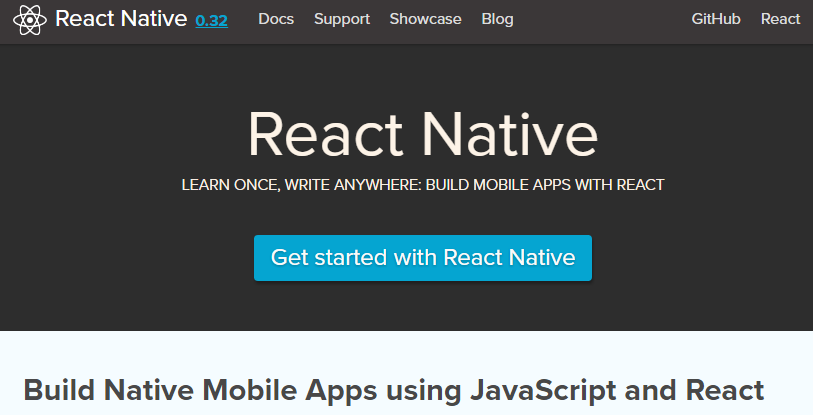 React Native 0.32 Docs Support Showcase Blog GitHub React
React Native
LEARN ONCE, WRITE ANYWHERE: BUILD MOBILE APPS WITH REACT
Get started with React Native
Build Native Mobile Apps using JavaScript and React